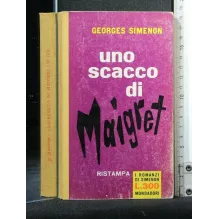 GEORGES SIMENON
uno
scacco
di
Maigret
RISTAMPA
I ROMANZI
DI SIMENON
L.300
MONDADORI